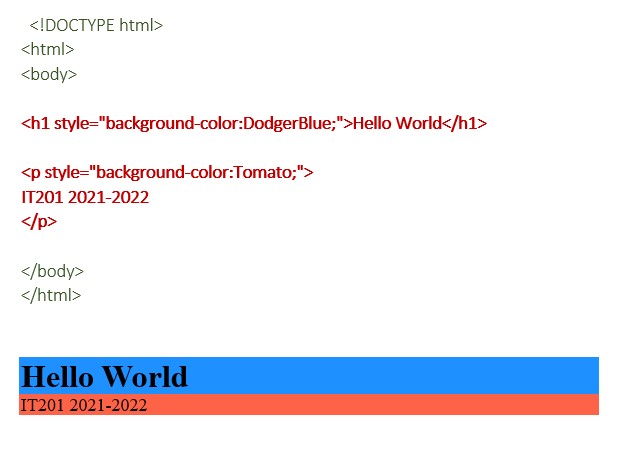 <!DOCTYPE html>
<html>
<body>
<h1 style="background-color:DodgerBlue;">Hello World</h1>
<p style="background-color:Tomato;">
IT201 2021-2022
</p>
</body>
</html>
Hello World
IT201 2021-2022